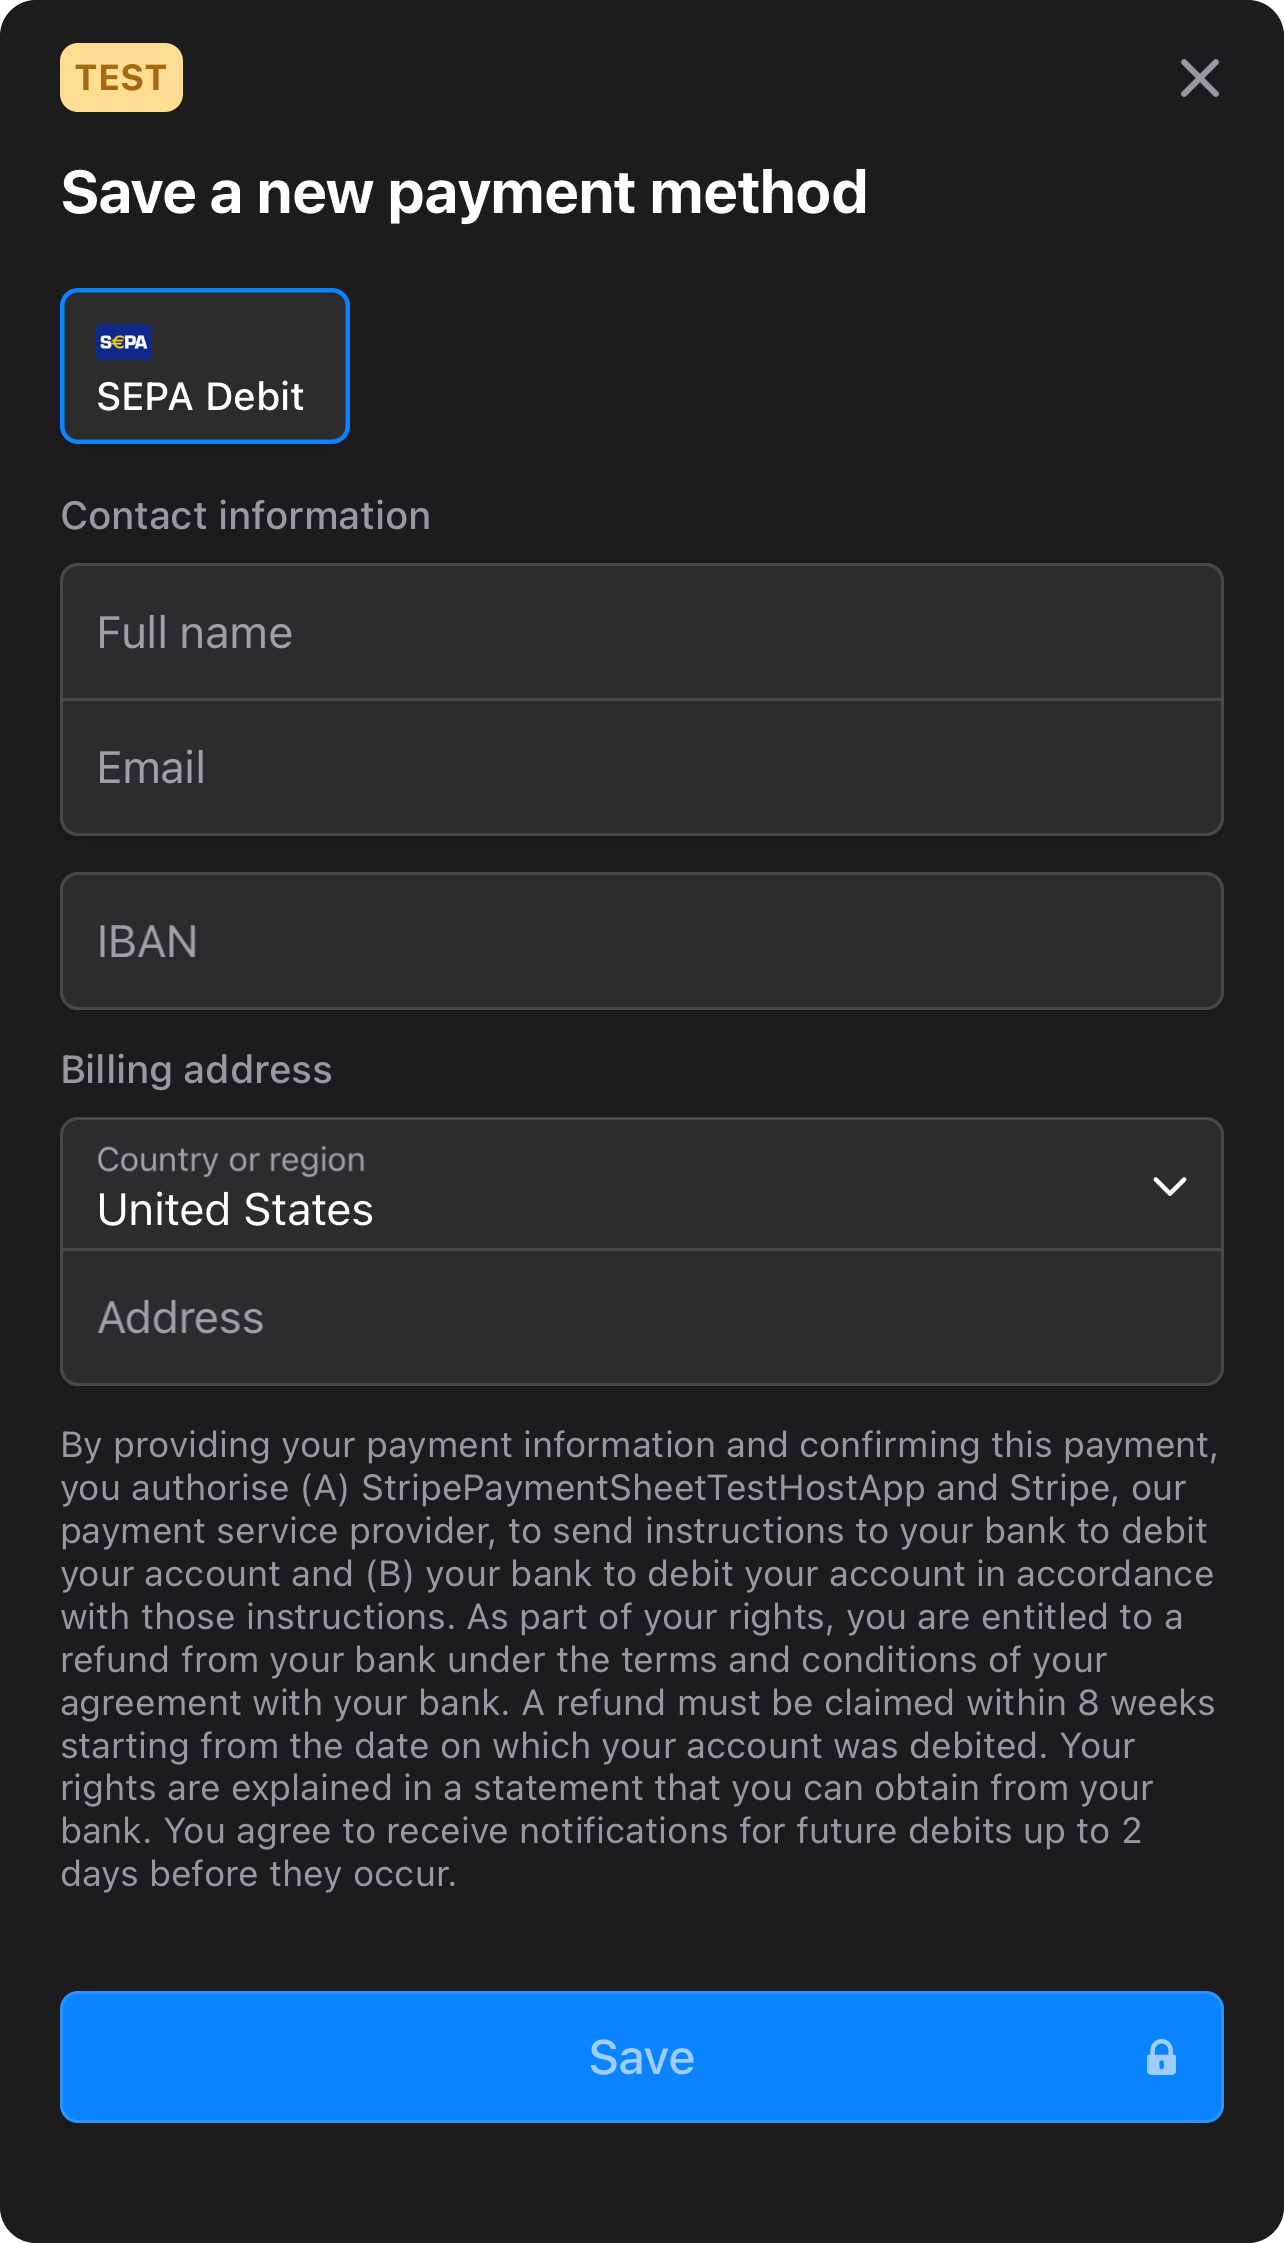 TEST
Save a new payment method
S€PA
SEPA Debit
Contact information
Full name
Email
IBAN
Billing address
Country or region
United States
Address
By providing your payment information and confirming this payment,
you authorise (A) StripePaymentSheetTestHostApp and Stripe, our
payment service provider, to send instructions to your bank to debit
your account and (B) your bank to debit your account in accordance
with those instructions. As part of your rights, you are entitled to a
refund from your bank under the terms and conditions of your
agreement with your bank. A refund must be claimed within 8 weeks
starting from the date on which your account was debited. Your
rights are explained in a statement that you can obtain from your
bank. You agree to receive notifications for future debits up to 2
days before they occur.
Save